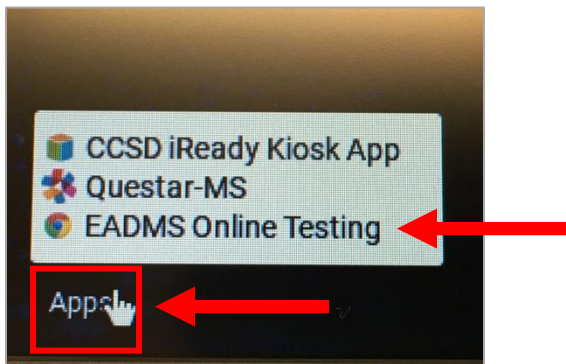 CCSD iReady Kiosk App
Questar-MS
EADMS Online Testing
Apps